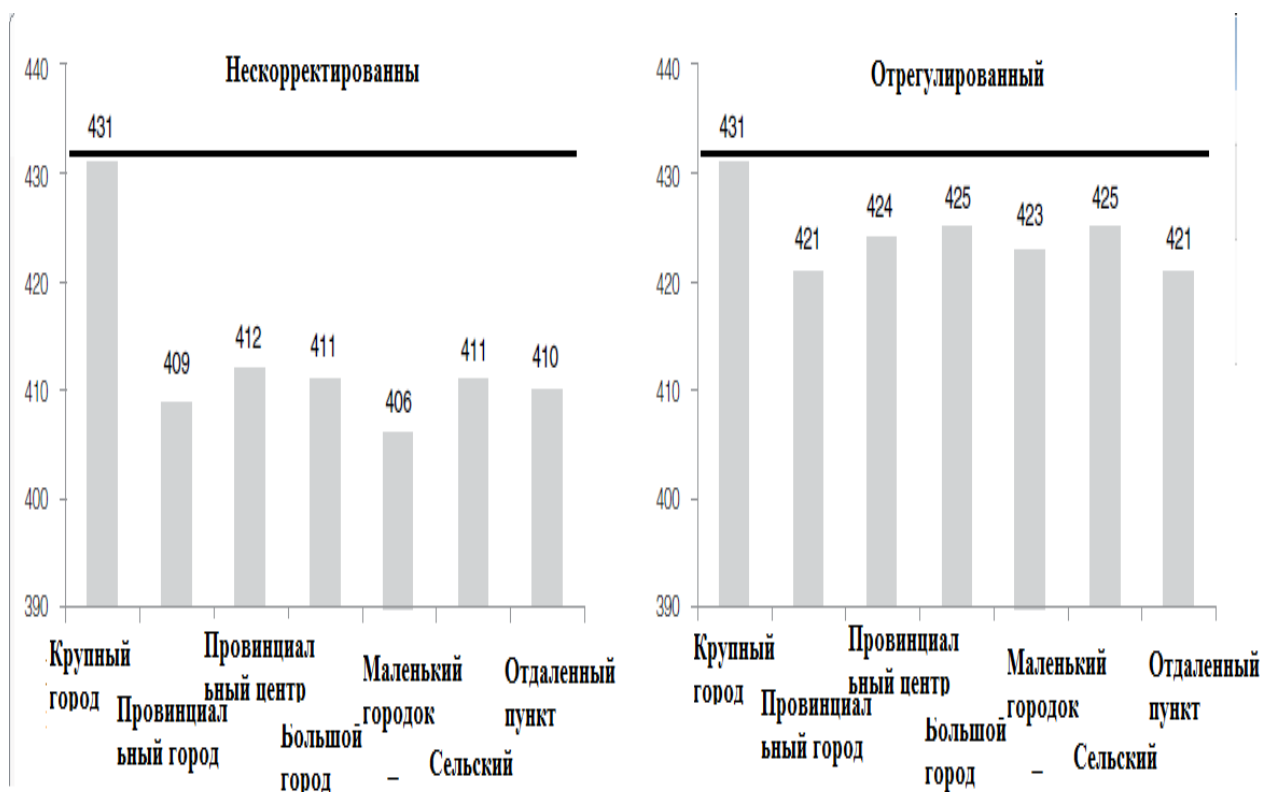 Нескорректированны
440
430
420
410
400
390
431
409
412
411
406
411
410
Крупный
город
Провинциал
ьный город
Провинциал
ьный центр
Большой
город
Маленький
городок
_
Сельский
Отдаленный
пункт
Отрегулированный
440
430
420
410
400
390
431
421
424
425
423
425
421
Крупный
город
Провинциал
ьный город
Провинциал
ьный центр
Большой
город
Маленький
городок
_
Сельский
Отдаленный
пункт